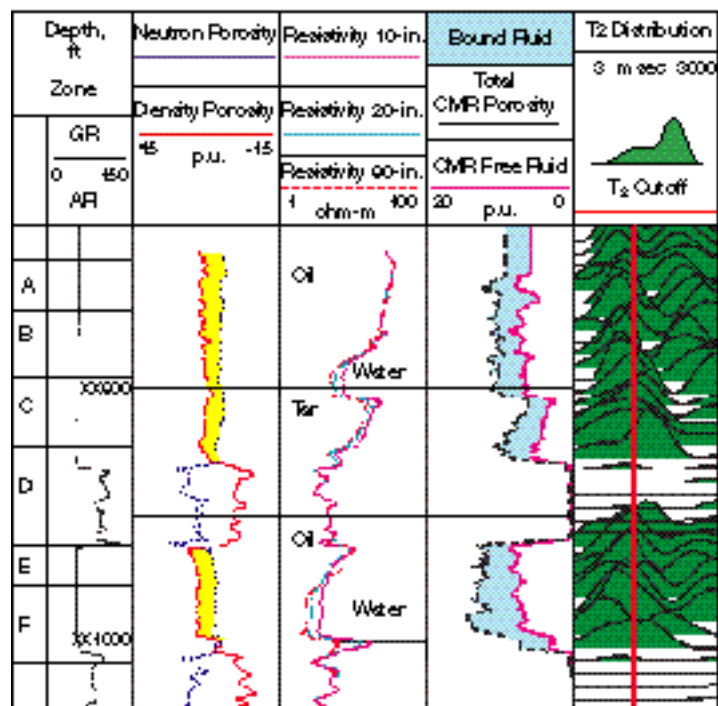 Depth,
ft
Zone
GR
0 150
AR
Neutron Porosity
Density Porosity
45 p.u. -15
Resistivity 10-in.
Resistivity 20-in.
Resistivity 90-in.
1 ohm-m 100
Bound Fluid
Total
CMR Porosity
CMR Free Fluid
20 p.u. 0
T2 Distribution
3 msec 3000
T2 Cutoff
A
Oil
B
Water
XX900
C
Tar
D
Oil
E
F
Water
XX1000